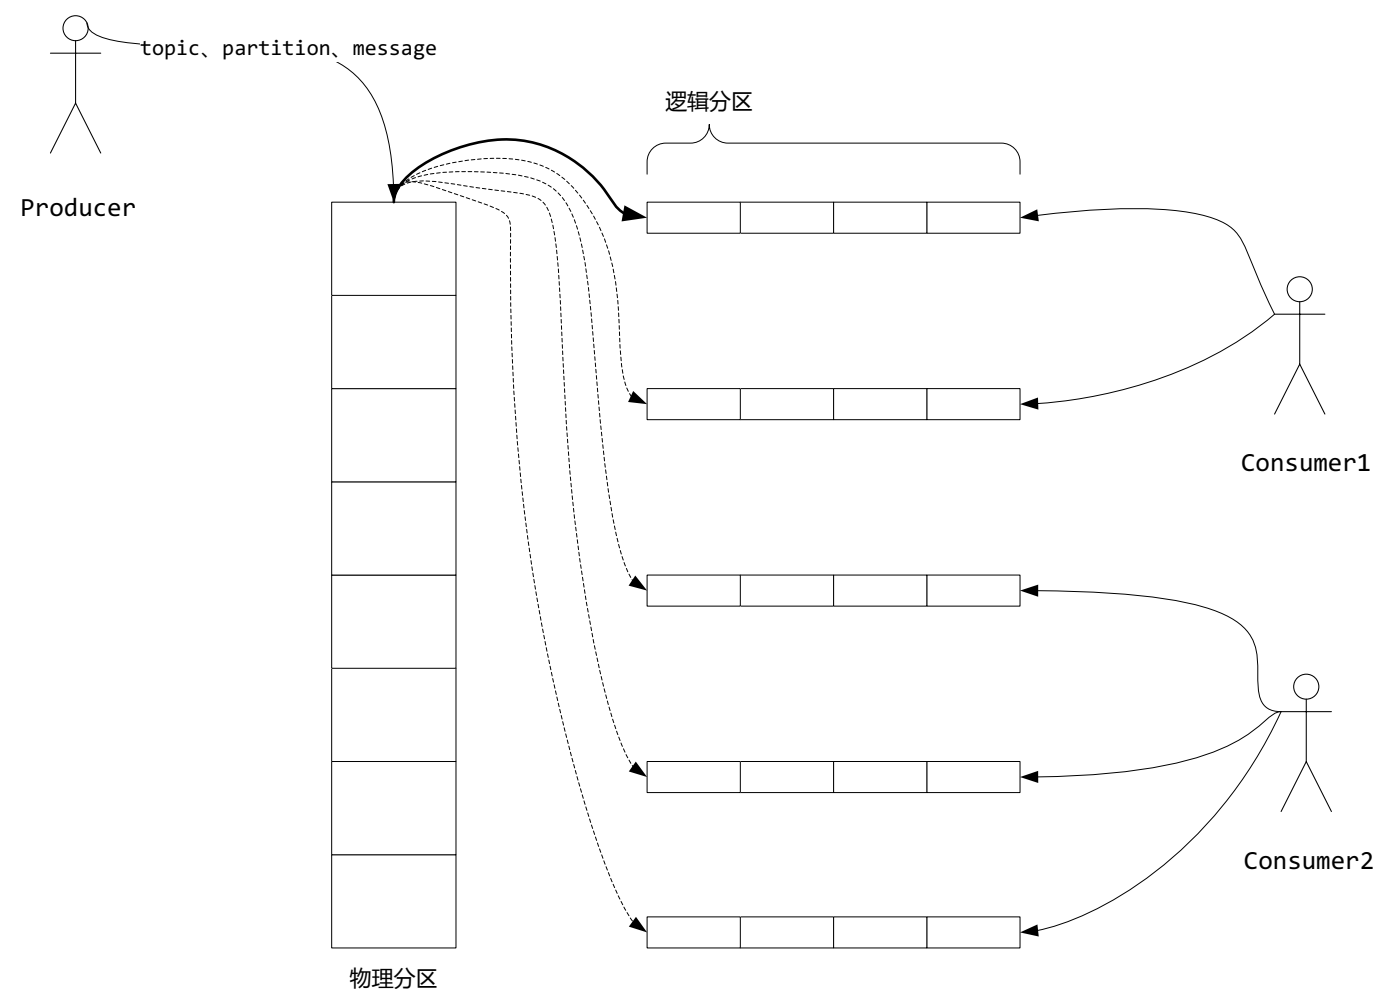 topic、partition、message
逻辑分区
Producer
Consumer1
Consumer2
物理分区